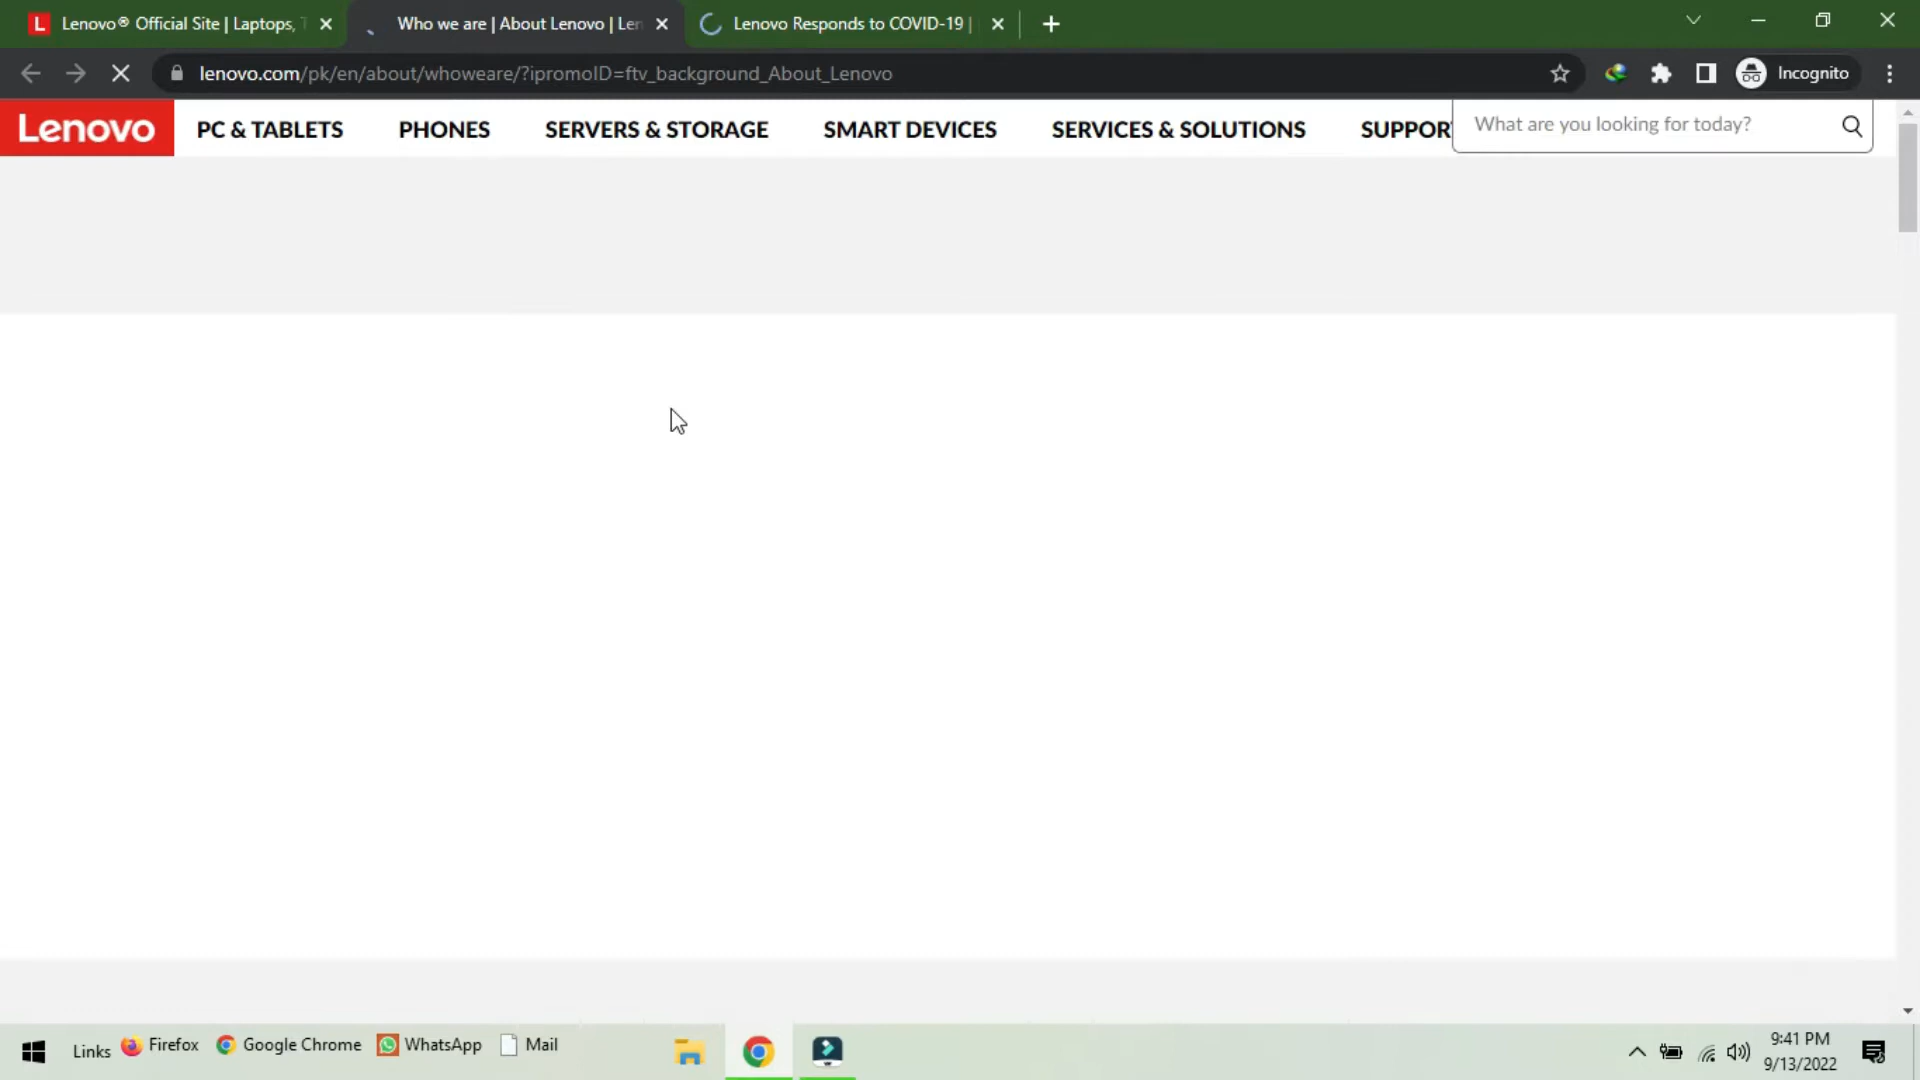 L Lenovo® Official Site | Laptops,
Who we are | About Lenovo | Len
Lenovo Responds to COVID-19 |
lenovo.com/pk/en/about/whoweare/?ipromoID=ftv_background_About_Lenovo
Incognito
Lenovo PC & TABLETS PHONES SERVERS & STORAGE SMART DEVICES SERVICES & SOLUTIONS SUPPOR
What are you looking for today?
Links Firefox Google Chrome WhatsApp Mail
9:41 PM
9/13/2022